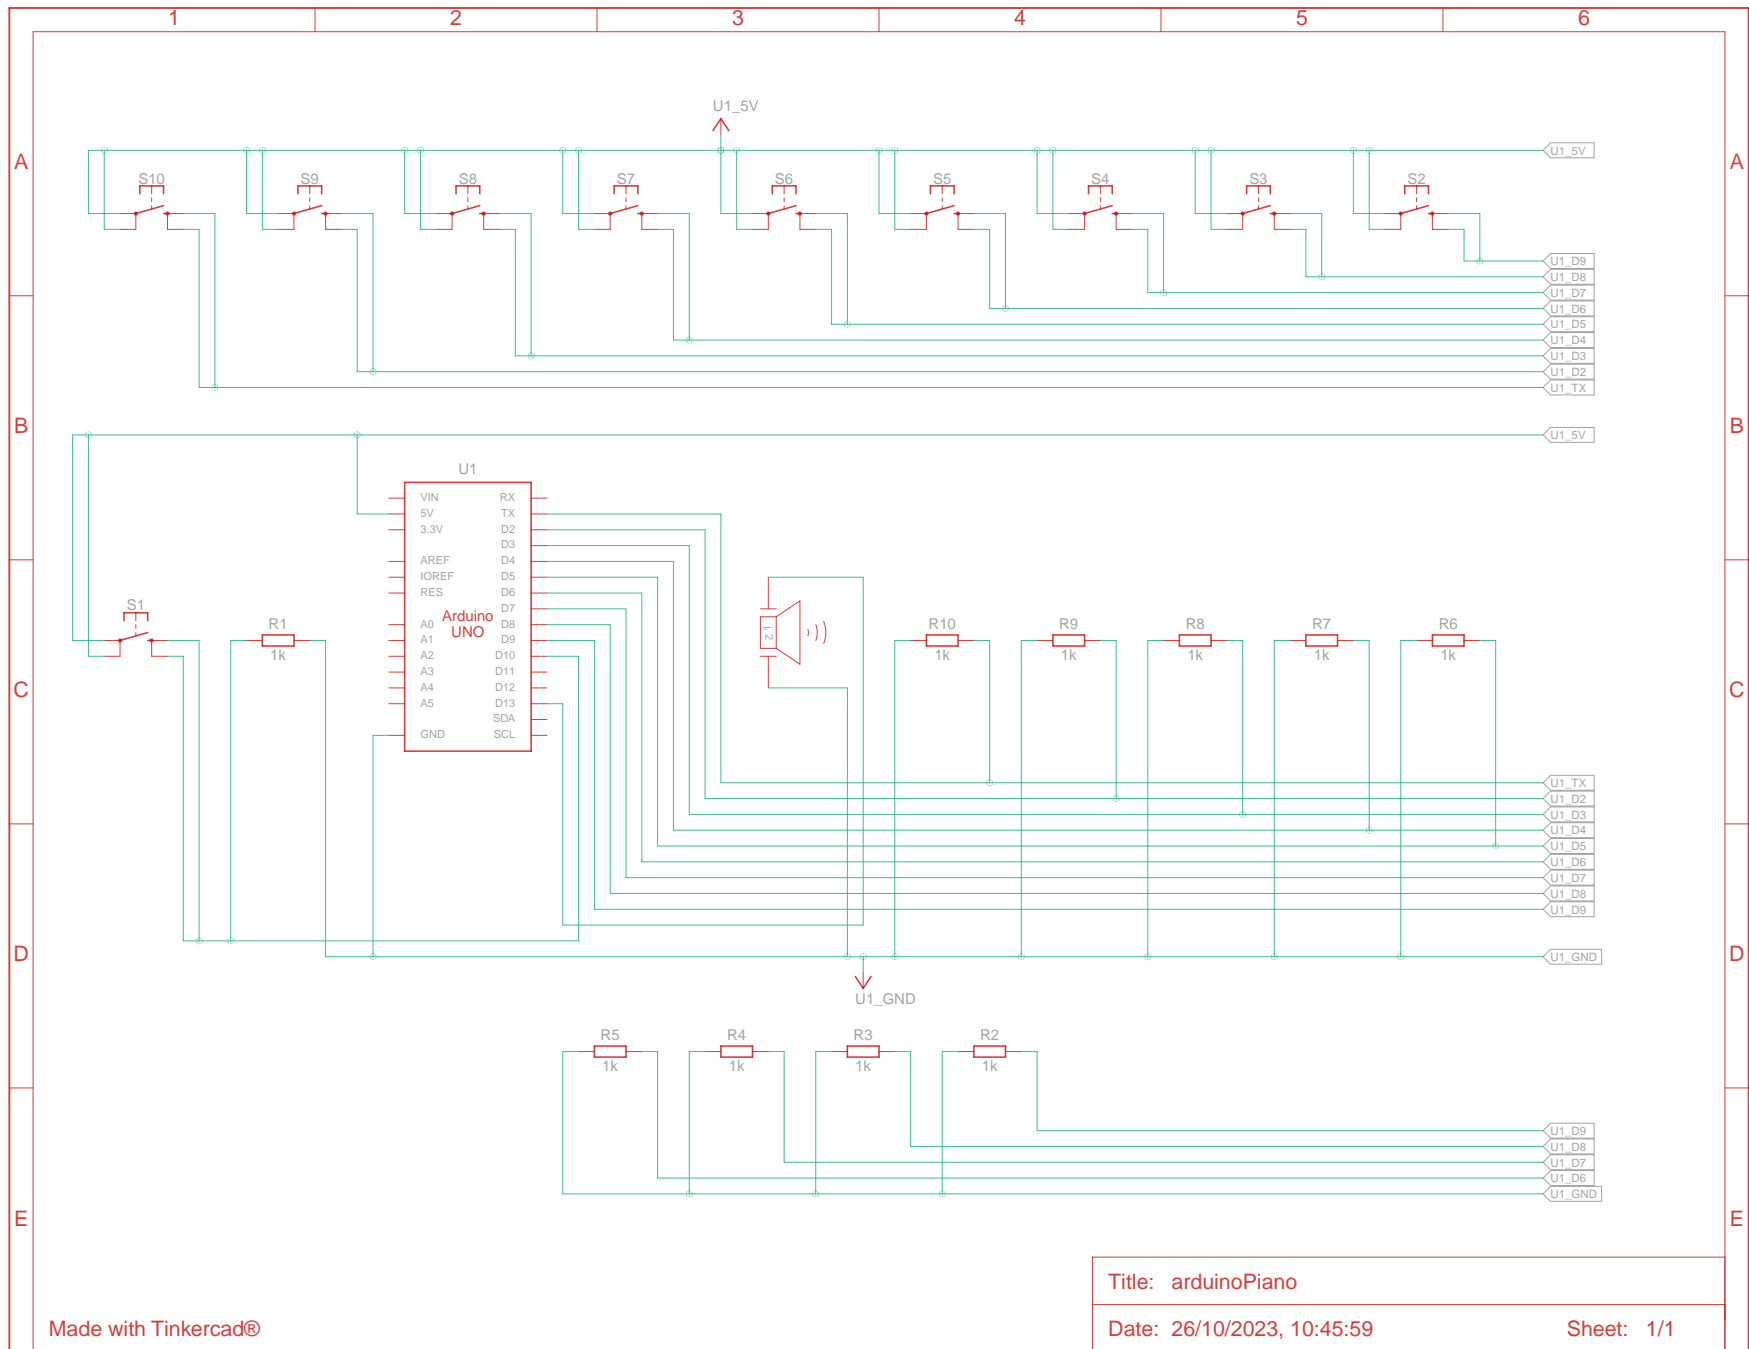 1 2 3 4 5 6
U1_5V
A A
U1_5V
S10 S9 S8 S7 S6 S5 S4 S3 S2
U1_D9
U1_D8
U1_D7
U1_D6
U1_D5
U1_D4
U1_D3
U1_D2
U1_TX
B B
U1_5V
U1
VIN RX
5V TX
3.3V D2
D3
AREF D4
IOREF D5
RES D6
D7
A0 D8
A1 D9
A2 D10
A3 D11
A4 D12
A5 D13
SDA
GND SCL
Arduino
UNO
S1 R1 R10 R9 R8 R7 R6
1k 1k 1k 1k 1k 1k
1 2
C C
U1_TX
U1_D2
U1_D3
U1_D4
U1_D5
U1_D6
U1_D7
U1_D8
U1_D9
D D
U1_GND
U1_GND
R5 R4 R3 R2
1k 1k 1k 1k
U1_D9
U1_D8
U1_D7
U1_D6
U1_GND
E E
Title: arduinoPiano
Made with Tinkercad®
Date: 26/10/2023, 10:45:59 Sheet: 1/1